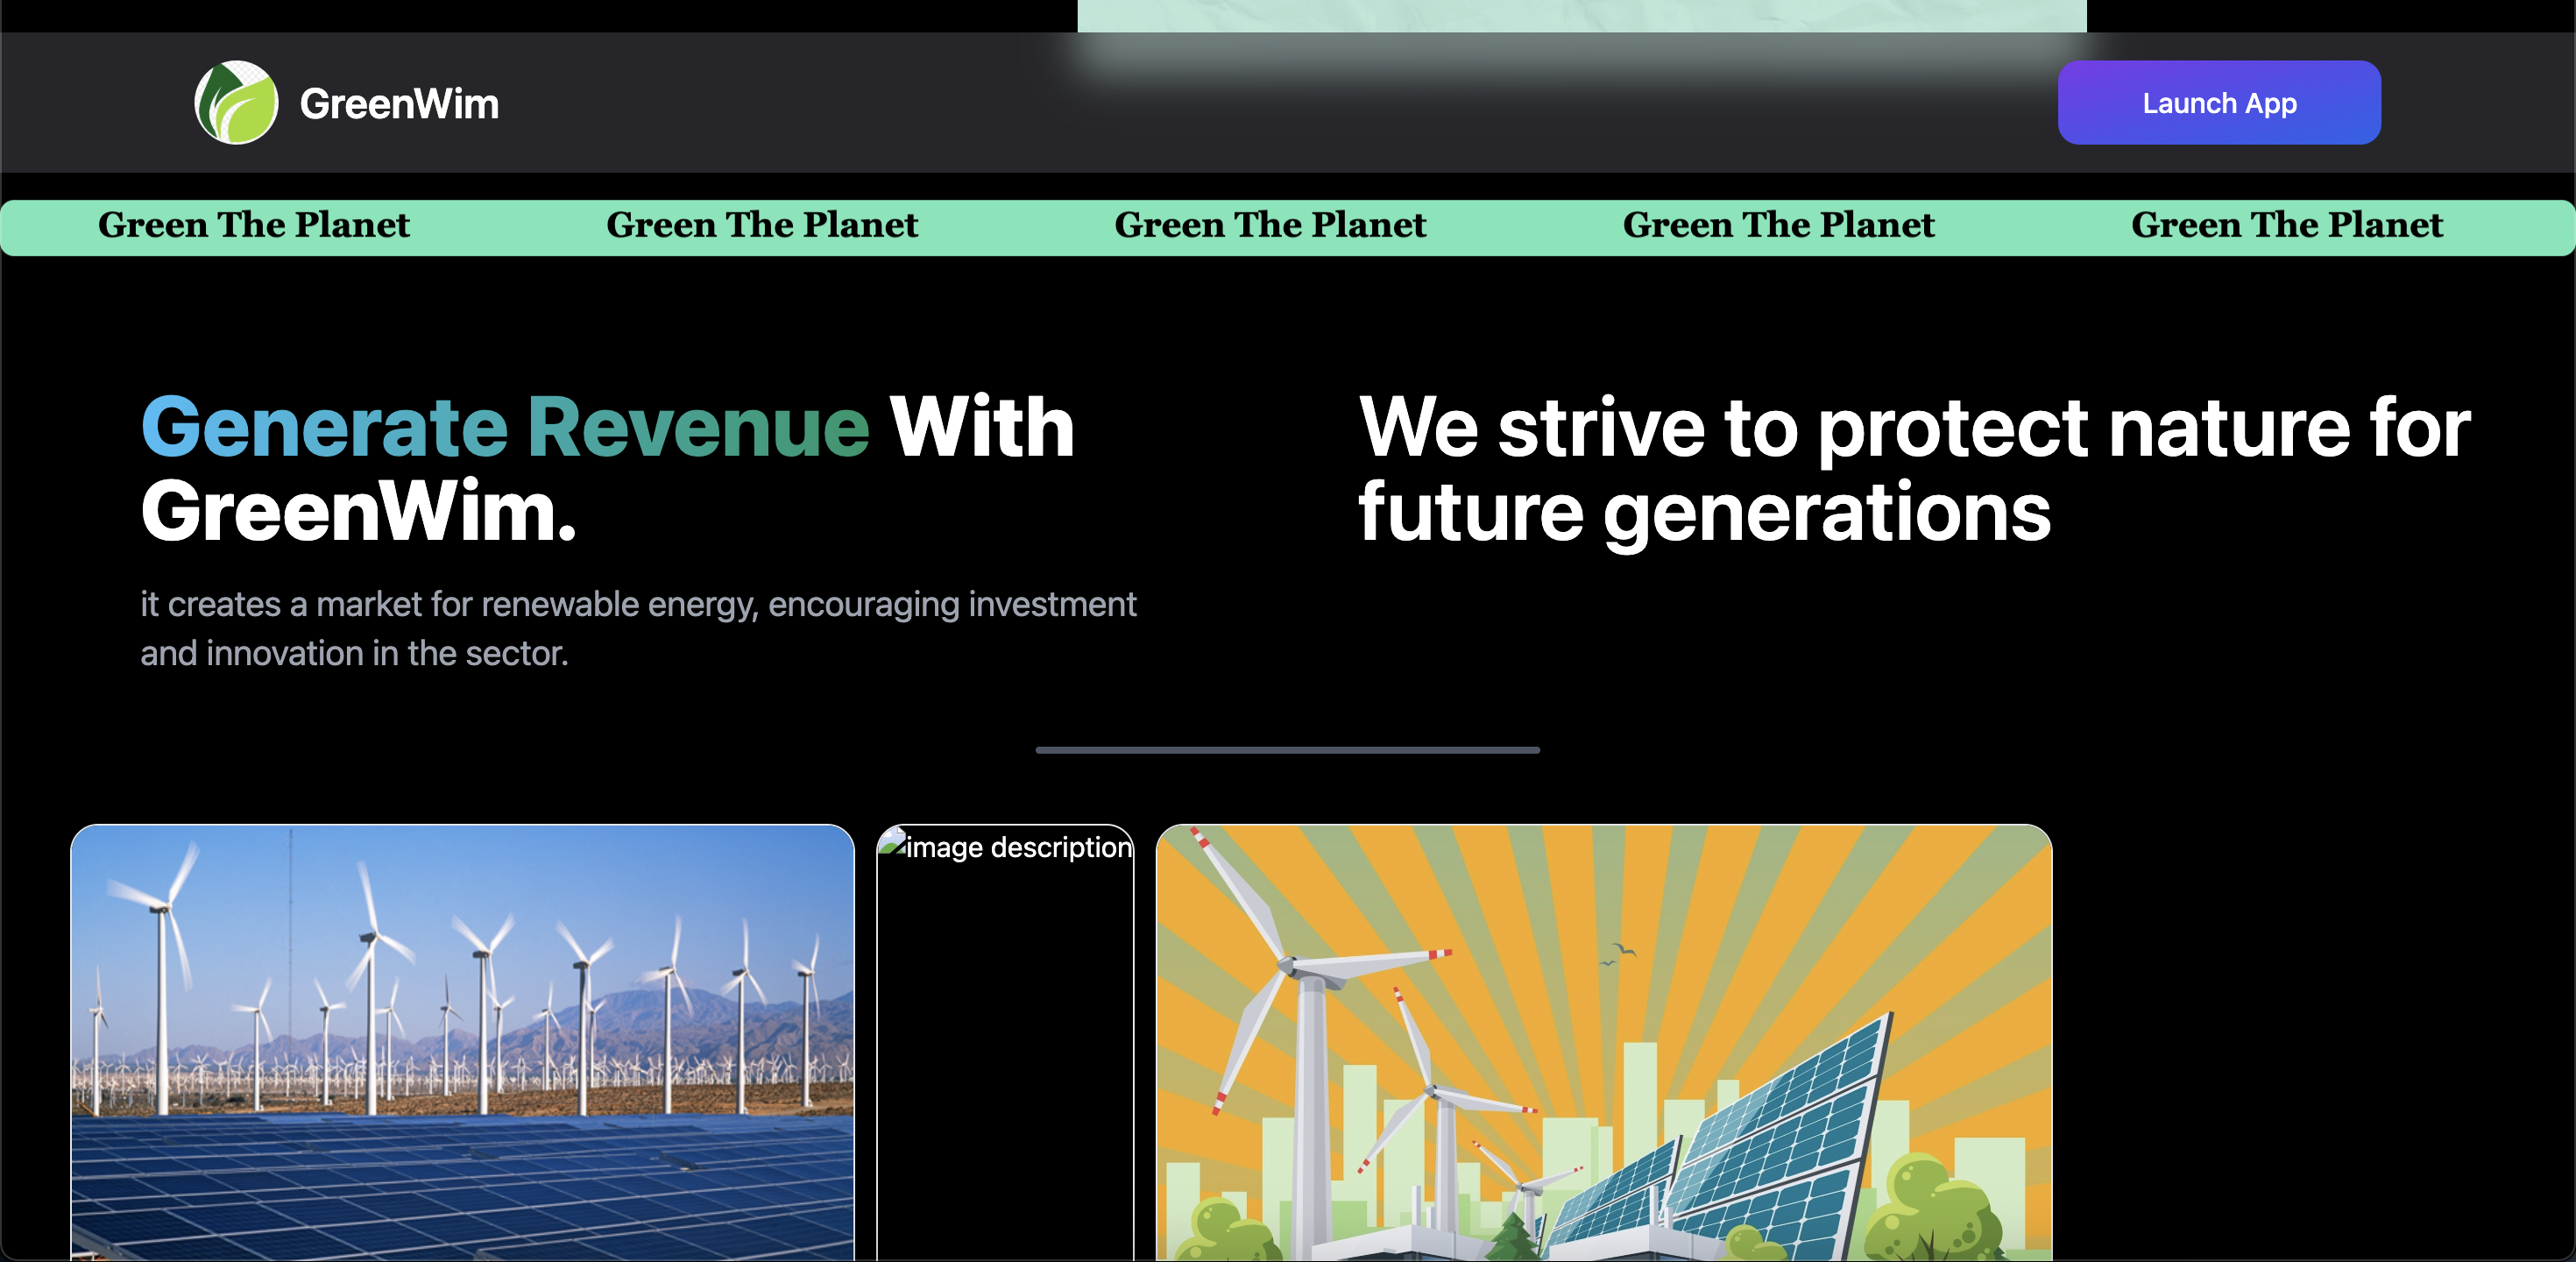 GreenWim
Launch App
Green The Planet Green The Planet Green The Planet Green The Planet Green The Planet
Generate Revenue With
GreenWim.
it creates a market for renewable energy, encouraging investment
and innovation in the sector.
We strive to protect nature for
future generations
image description